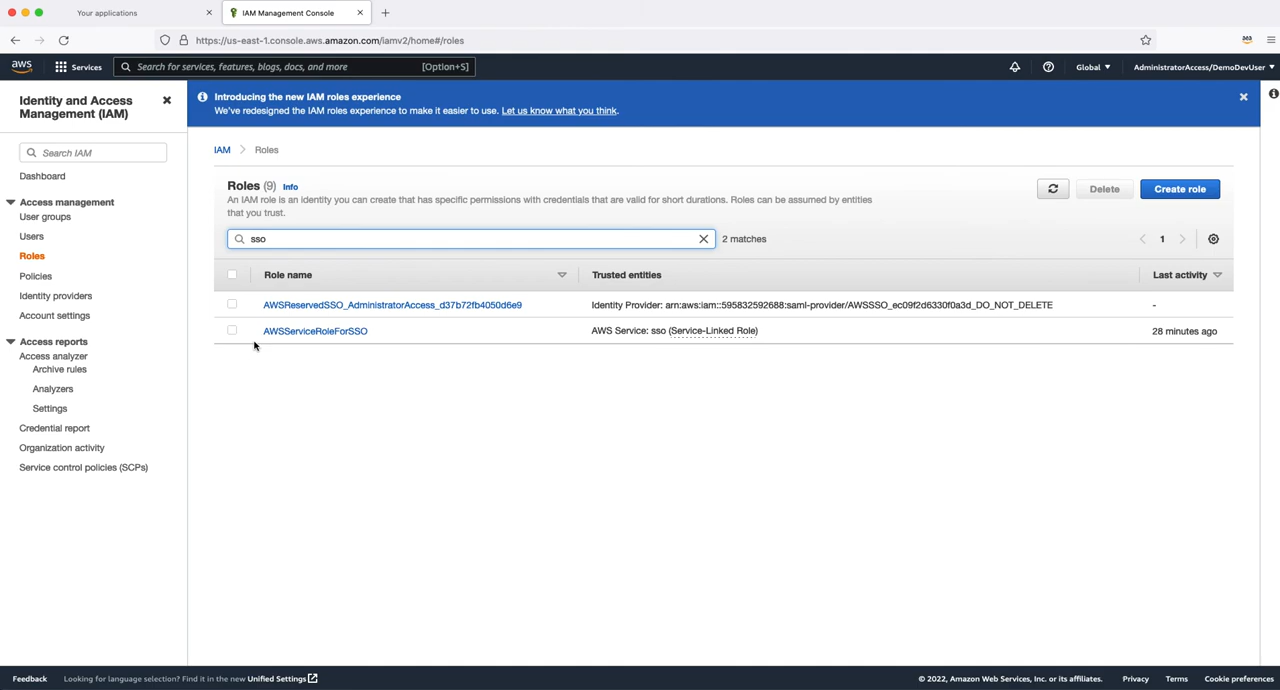 Your applications
IAM Management Console
https://us-east-1.console.aws.amazon.com/iamv2/home#/roles
aws
Services
Search for services, features, blogs, docs, and more
[Option+S]
Global
AdministratorAccess/DemoDevUser
Identity and Access
Management (IAM)
Search IAM
Dashboard
Access management
User groups
Users
Roles
Policies
Identity providers
Account settings
Access reports
Access analyzer
Archive rules
Analyzers
Settings
Credential report
Organization activity
Service control policies (SCPs)
Introducing the new IAM roles experience
We've redesigned the IAM roles experience to make it easier to use. Let us know what you think.
IAM > Roles
Roles (9) Info
An IAM role is an identity you can create that has specific permissions with credentials that are valid for short durations. Roles can be assumed by entities
that you trust.
Delete
Create role
sso
2 matches
1
Role name
Trusted entities
Last activity
AWSReservedSSO_AdministratorAccess_d37b72fb4050d6e9
Identity Provider: arn:aws:iam::595832592688:saml-provider/AWSSSO_ec09f2d6330f0a3d_DO_NOT_DELETE
-
AWSServiceRoleForSSO
AWS Service: sso (Service-Linked Role)
28 minutes ago
Feedback
Looking for language selection? Find it in the new Unified Settings
© 2022, Amazon Web Services, Inc. or its affiliates.
Privacy
Terms
Cookie preferences